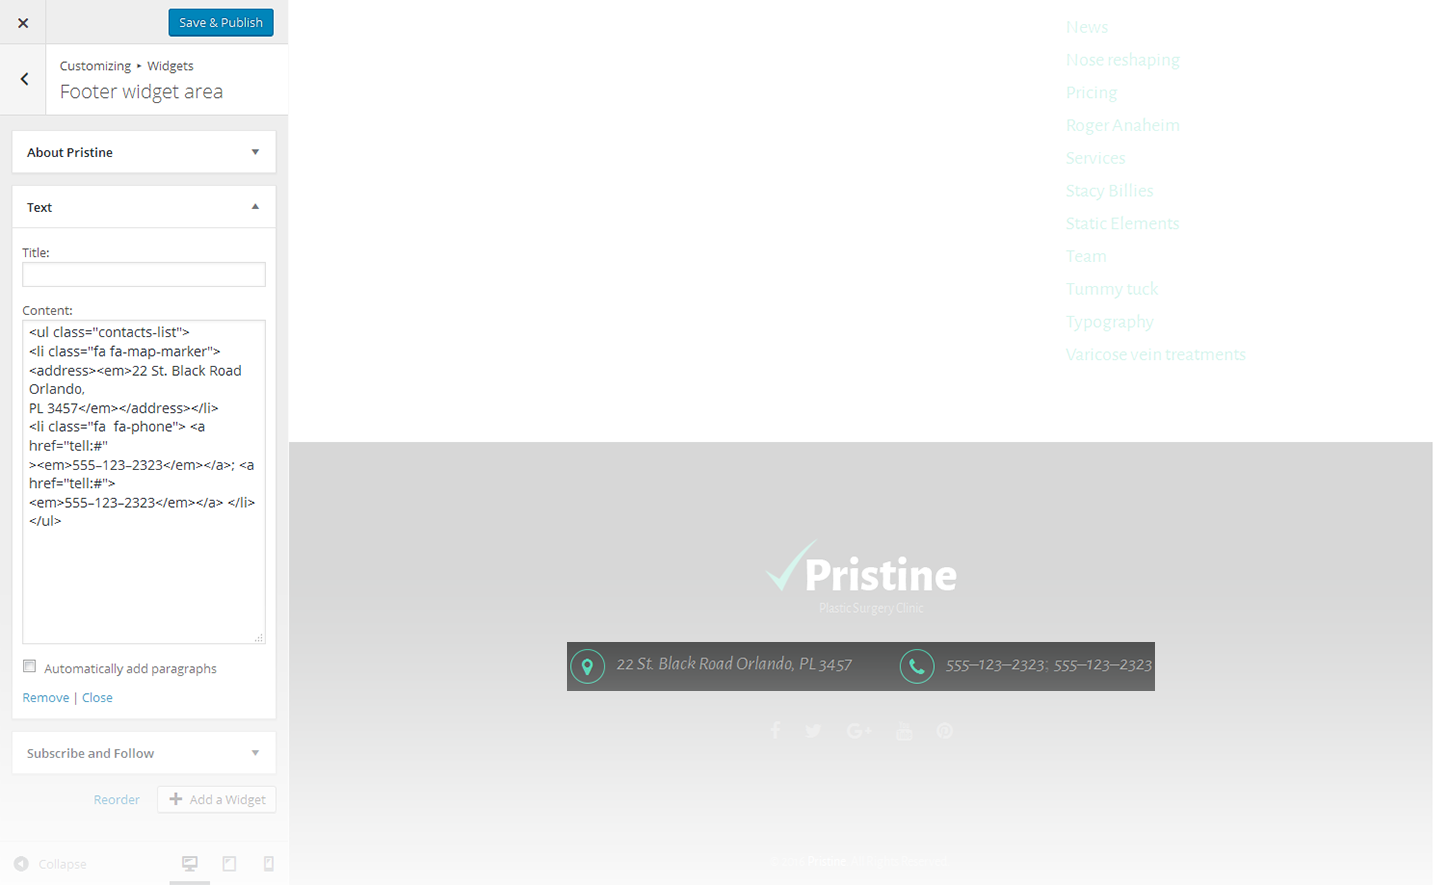 Save & Publish
Customizing ▸ Widgets
Footer widget area
About Pristine
Text
Title:
Content:
<ul class="contacts-list">
<li class="fa fa-map-marker">
<address><em>22 St. Black Road
Orlando,
PL 3457</em></address></li>
<li class="fa  fa-phone"> <a
href="tell:#"
><em>555–123–2323</em></a>; <a
href="tell:#">
<em>555–123–2323</em></a> </li>
</ul>
Automatically add paragraphs
Remove | Close
Subscribe and Follow
Reorder
Add a Widget
Collapse
News
Nose reshaping
Pricing
Roger Anaheim
Services
Stacy Billies
Static Elements
Team
Tummy tuck
Typography
Varicose vein treatments
Pristine
Plastic Surgery Clinic
22 St. Black Road Orlando, PL 3457
555–123–2323; 555–123–2323
Pristine